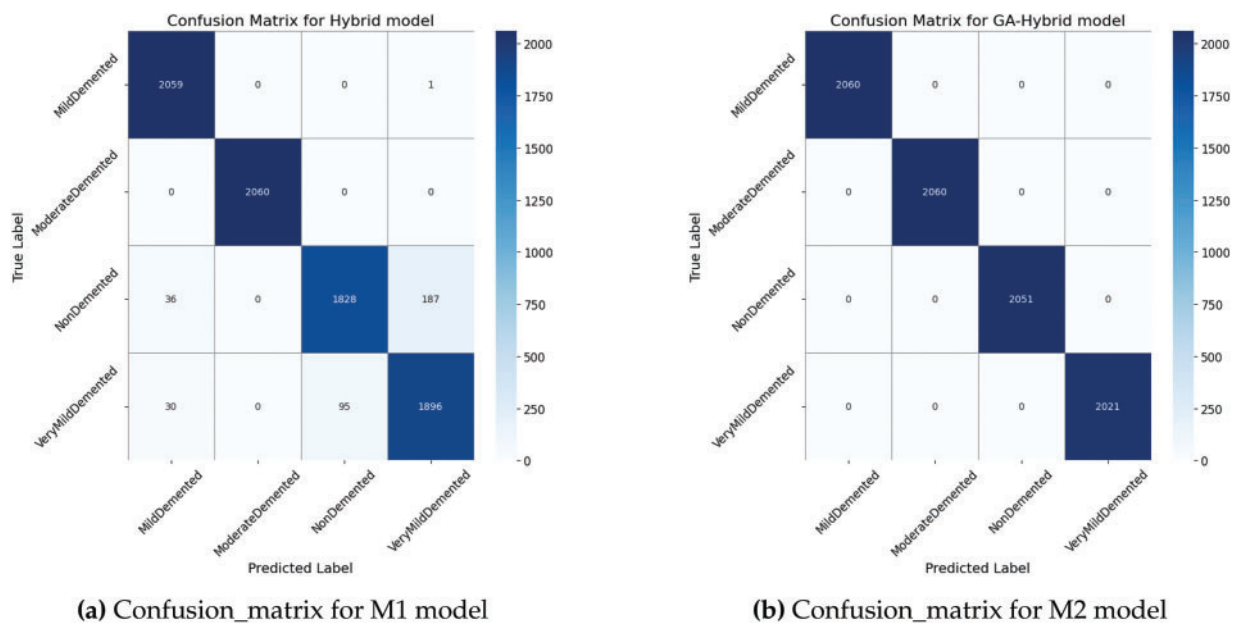 Confusion Matrix for Hybrid model
True Label
MildDemented
ModerateDemented
NonDemented
VeryMildDemented
2059 0 0 1
0 2060 0 0
36 0 1828 187
30 0 95 1896
MildDemented
ModerateDemented
NonDemented
VeryMildDemented
Predicted Label
2000
1750
1500
1250
1000
750
500
250
0
(a) Confusion_matrix for M1 model
Confusion Matrix for GA-Hybrid model
True Label
MildDemented
ModerateDemented
NonDemented
VeryMildDemented
2060 0 0 0
0 2060 0 0
0 0 2051 0
0 0 0 2021
MildDemented
ModerateDemented
NonDemented
VeryMildDemented
Predicted Label
2000
1750
1500
1250
1000
750
500
250
0
(b) Confusion_matrix for M2 model